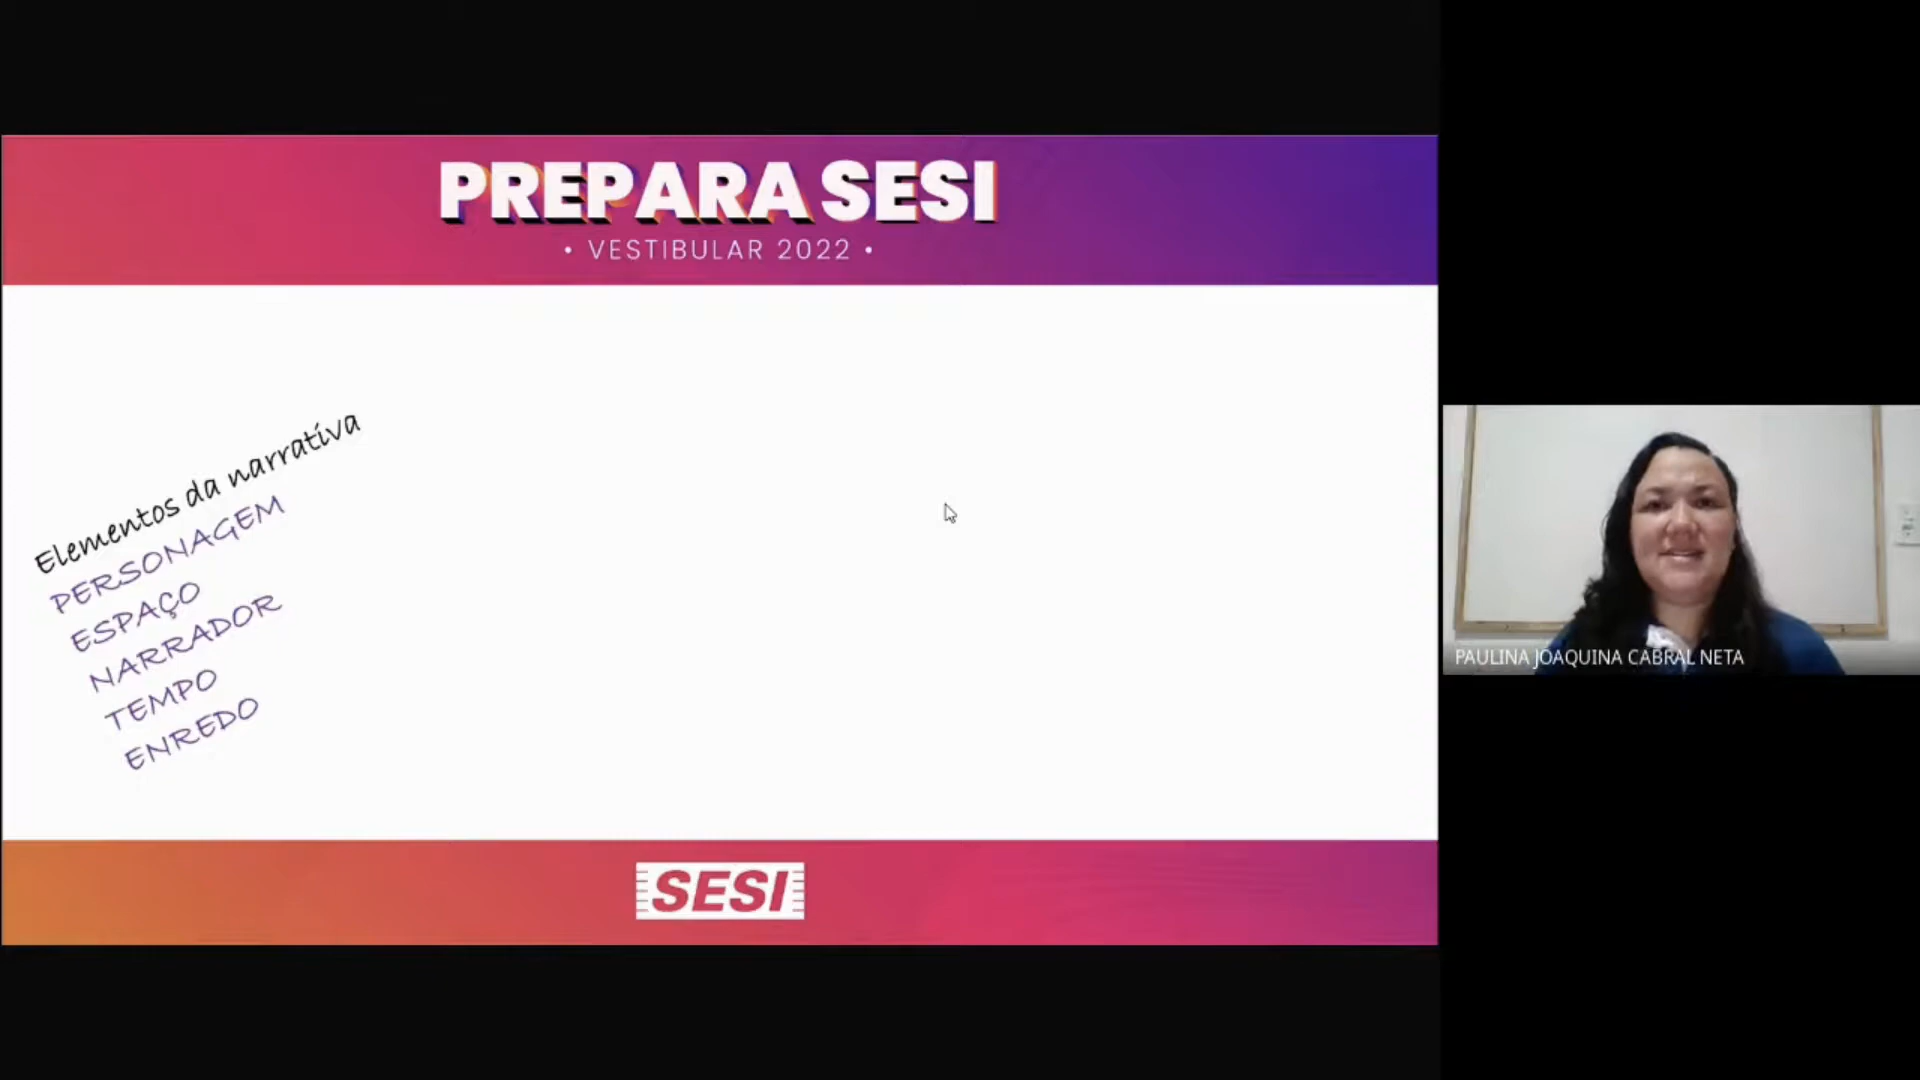 PREPARA SESI
• VESTIBULAR 2022 •
Elementos da narrativa
PERSONAGEM
ESPAÇO
NARRADOR
TEMPO
ENREDO
PAULINA JOAQUINA CABRAL NETA
SESI